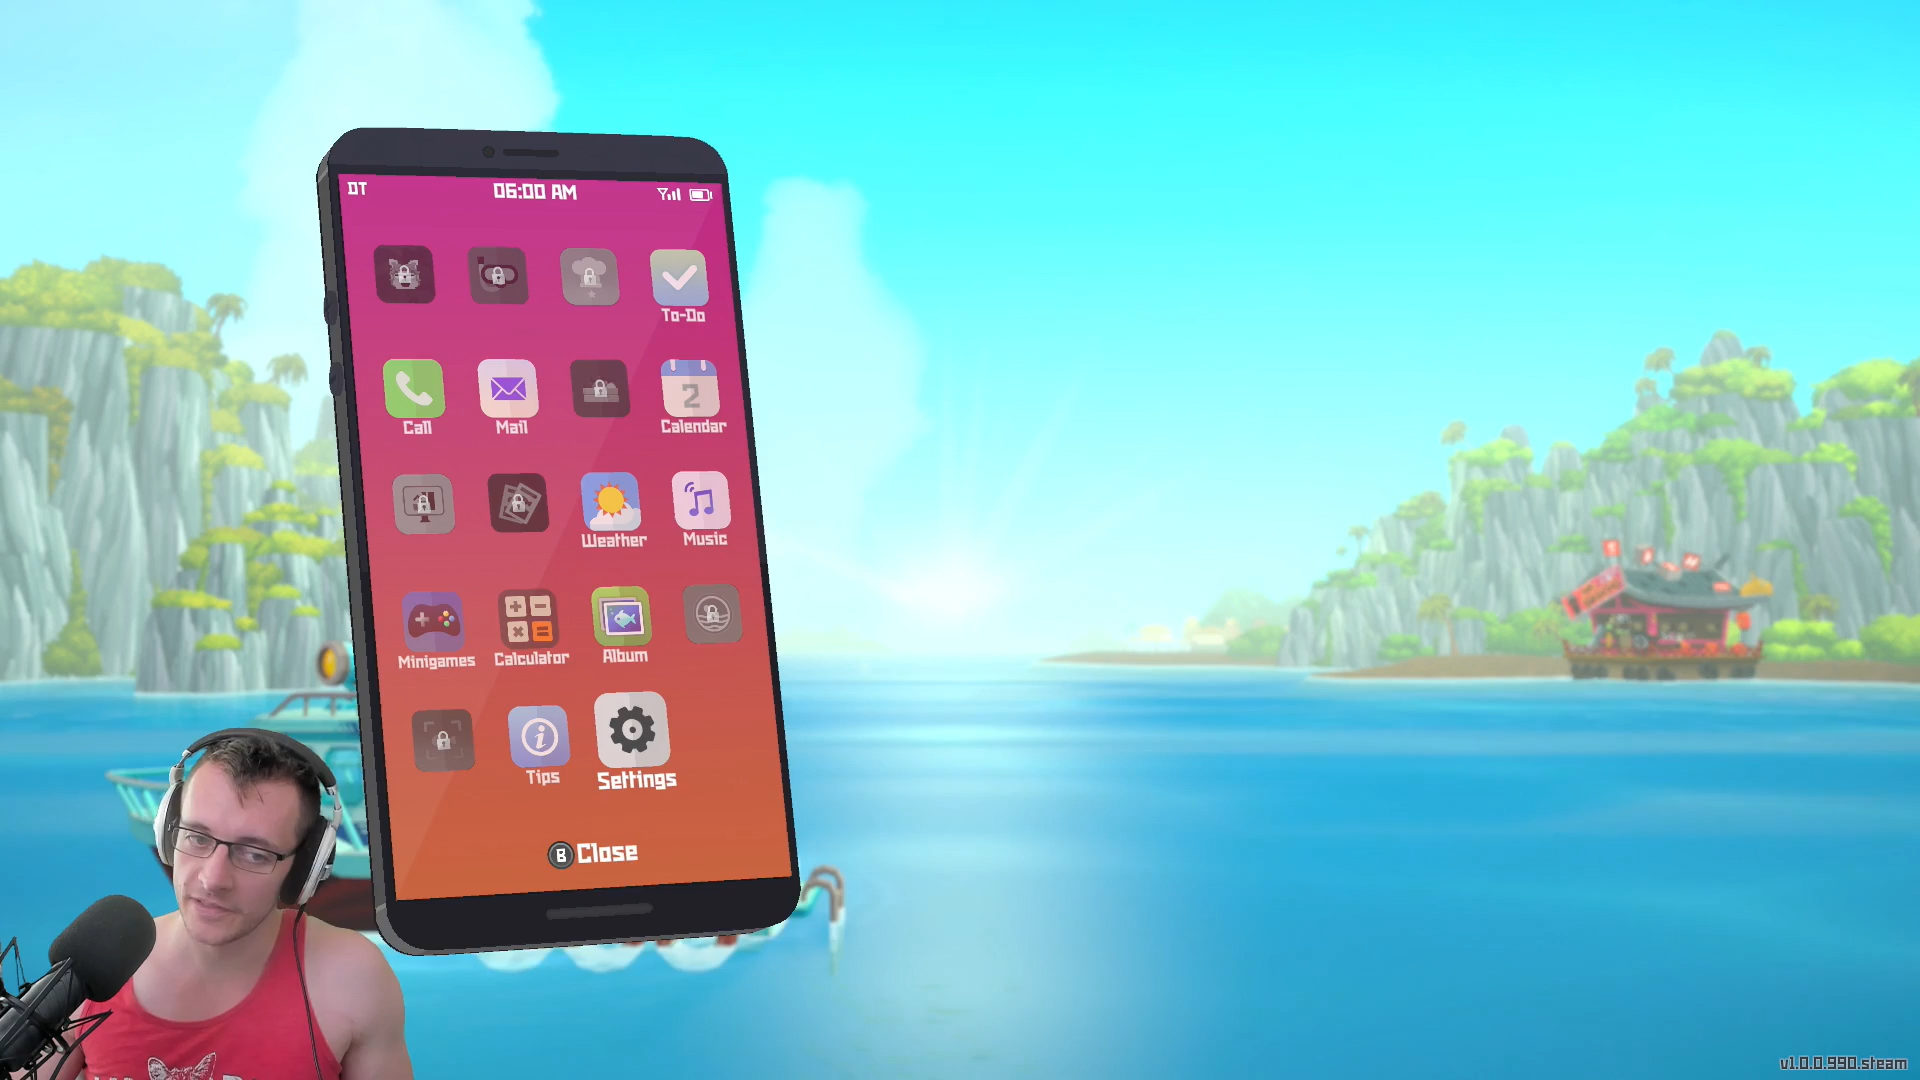 DT
06:00 AM
To-Do
Call
Mail
2
Calendar
Weather
Music
Minigames
Calculator
Album
Tips
Settings
B Close
v1.0.0.990.steam